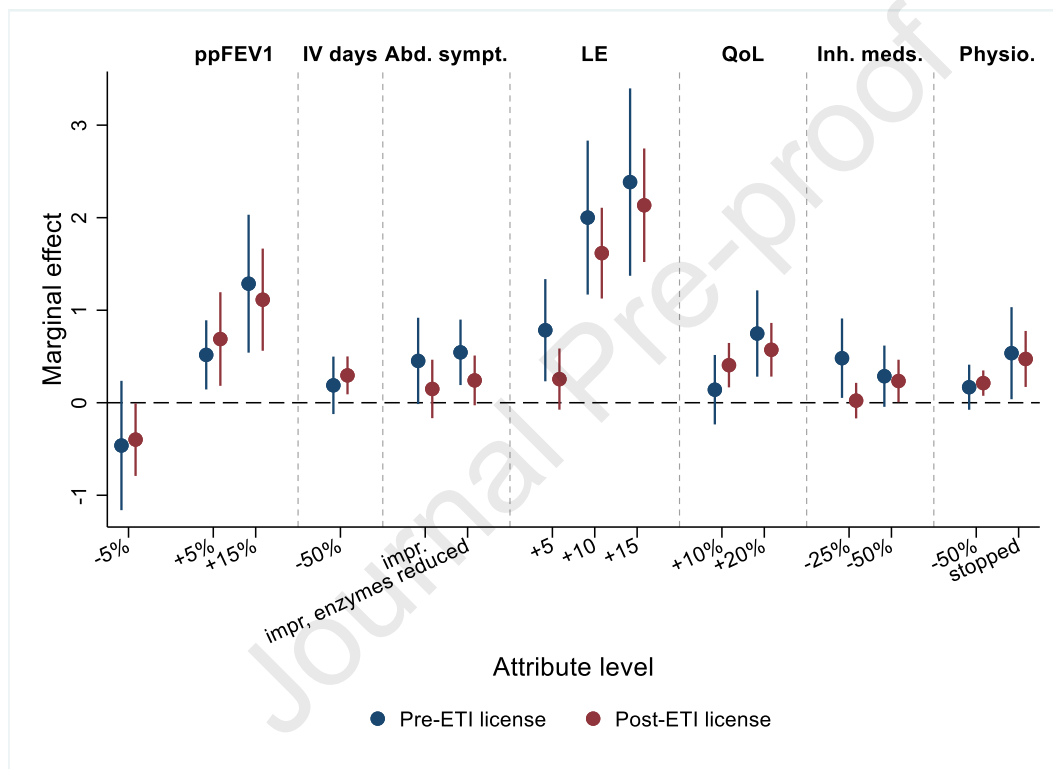 ppFEV1 IV days Abd. sympt. LE QoL Inh. meds. Physio.
3
2
1
0
-1
Marginal effect
-5% +5% +15% -50% impr. impr, enzymes reduced +5 +10 +15 +10% +20% -25% -50% -50% stopped
Attribute level
Pre-ETI license Post-ETI license
Journal Pre-proof